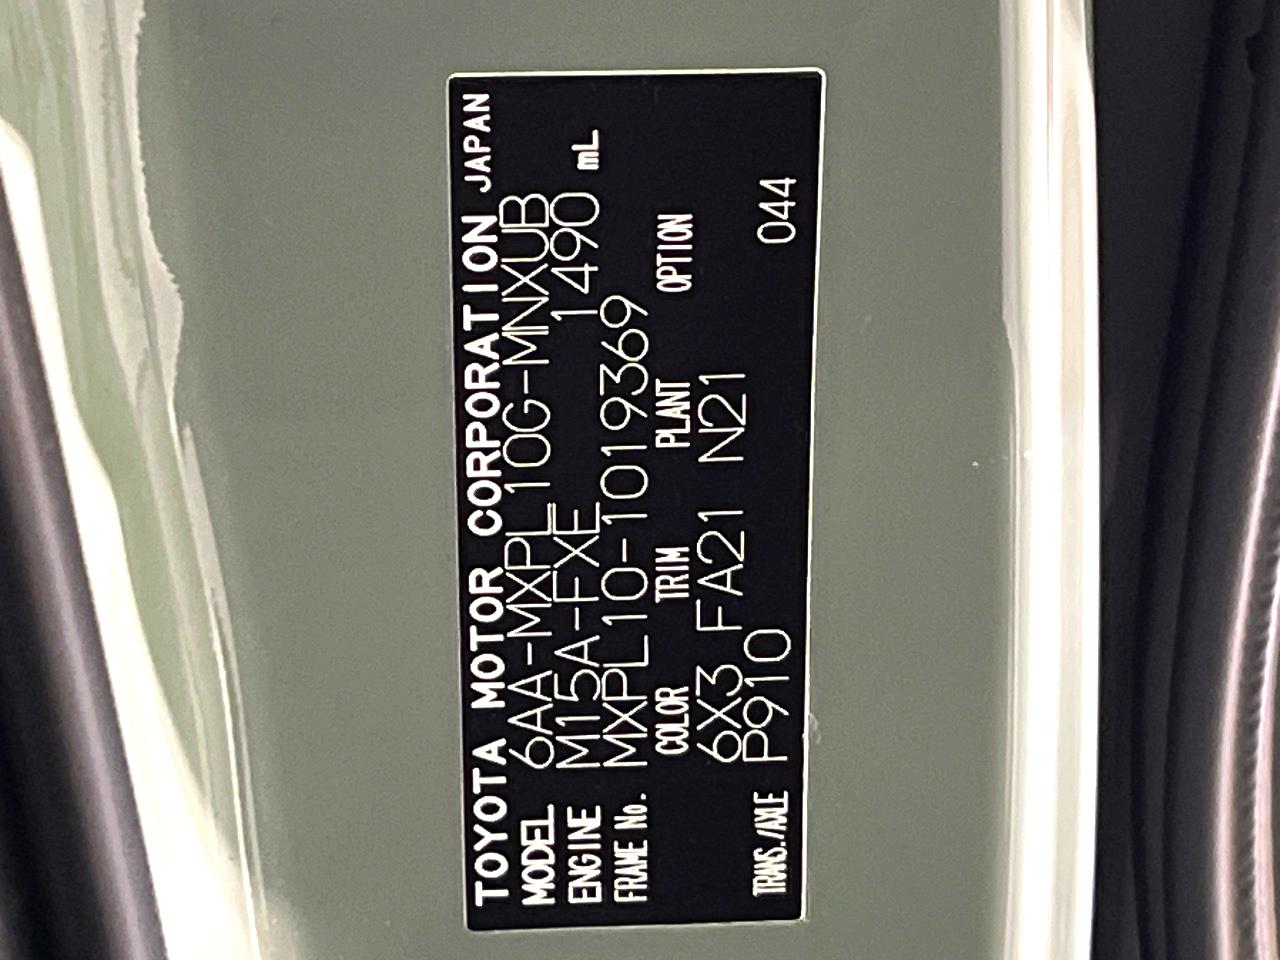 TOYOTA MOTOR CORPORATION JAPAN
MODEL 6AA-MXPL10G-MNXUB
ENGINE M15A-FXE 1490 mL
FRAME No. MXPL10-1019369
COLOR TRIM PLANT OPTION
6X3 FA21 N21
TRANS./AXLE P910 044